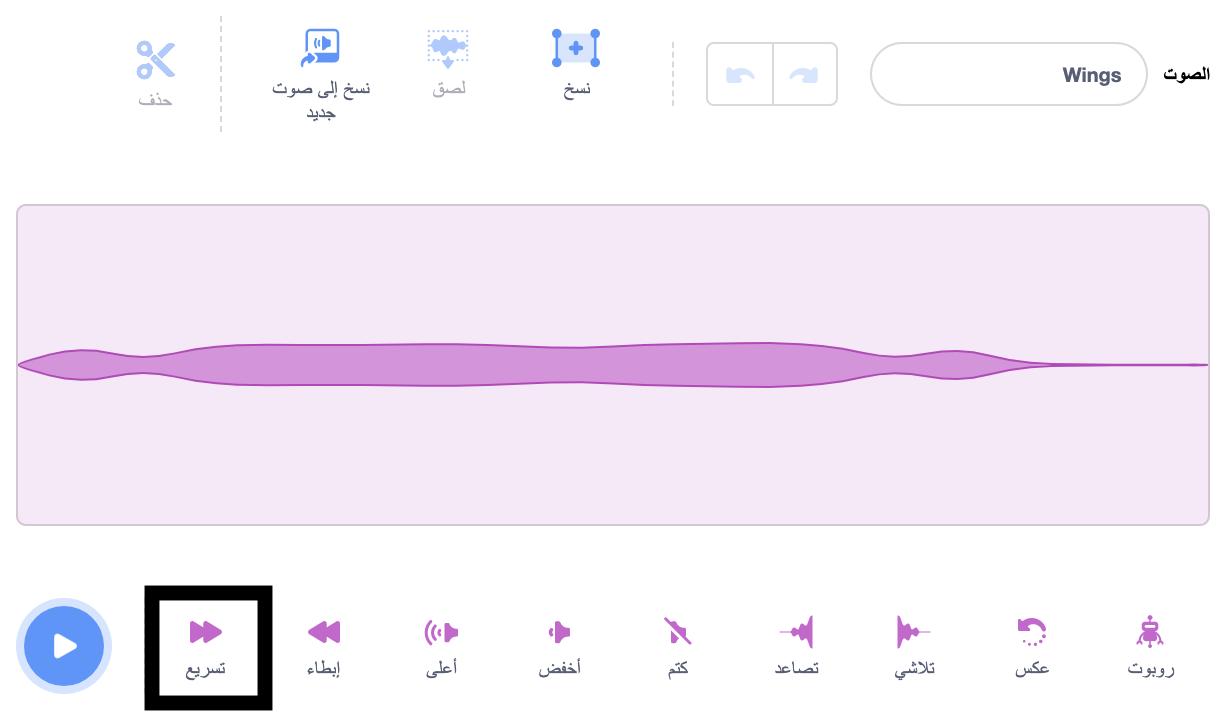 الصوت
Wings
نسخ
لصق
نسخ إلى صوت
جديد
حذف
روبوت
عكس
تلاشي
تصاعد
كتم
أخفض
أعلى
إبطاء
تسريع